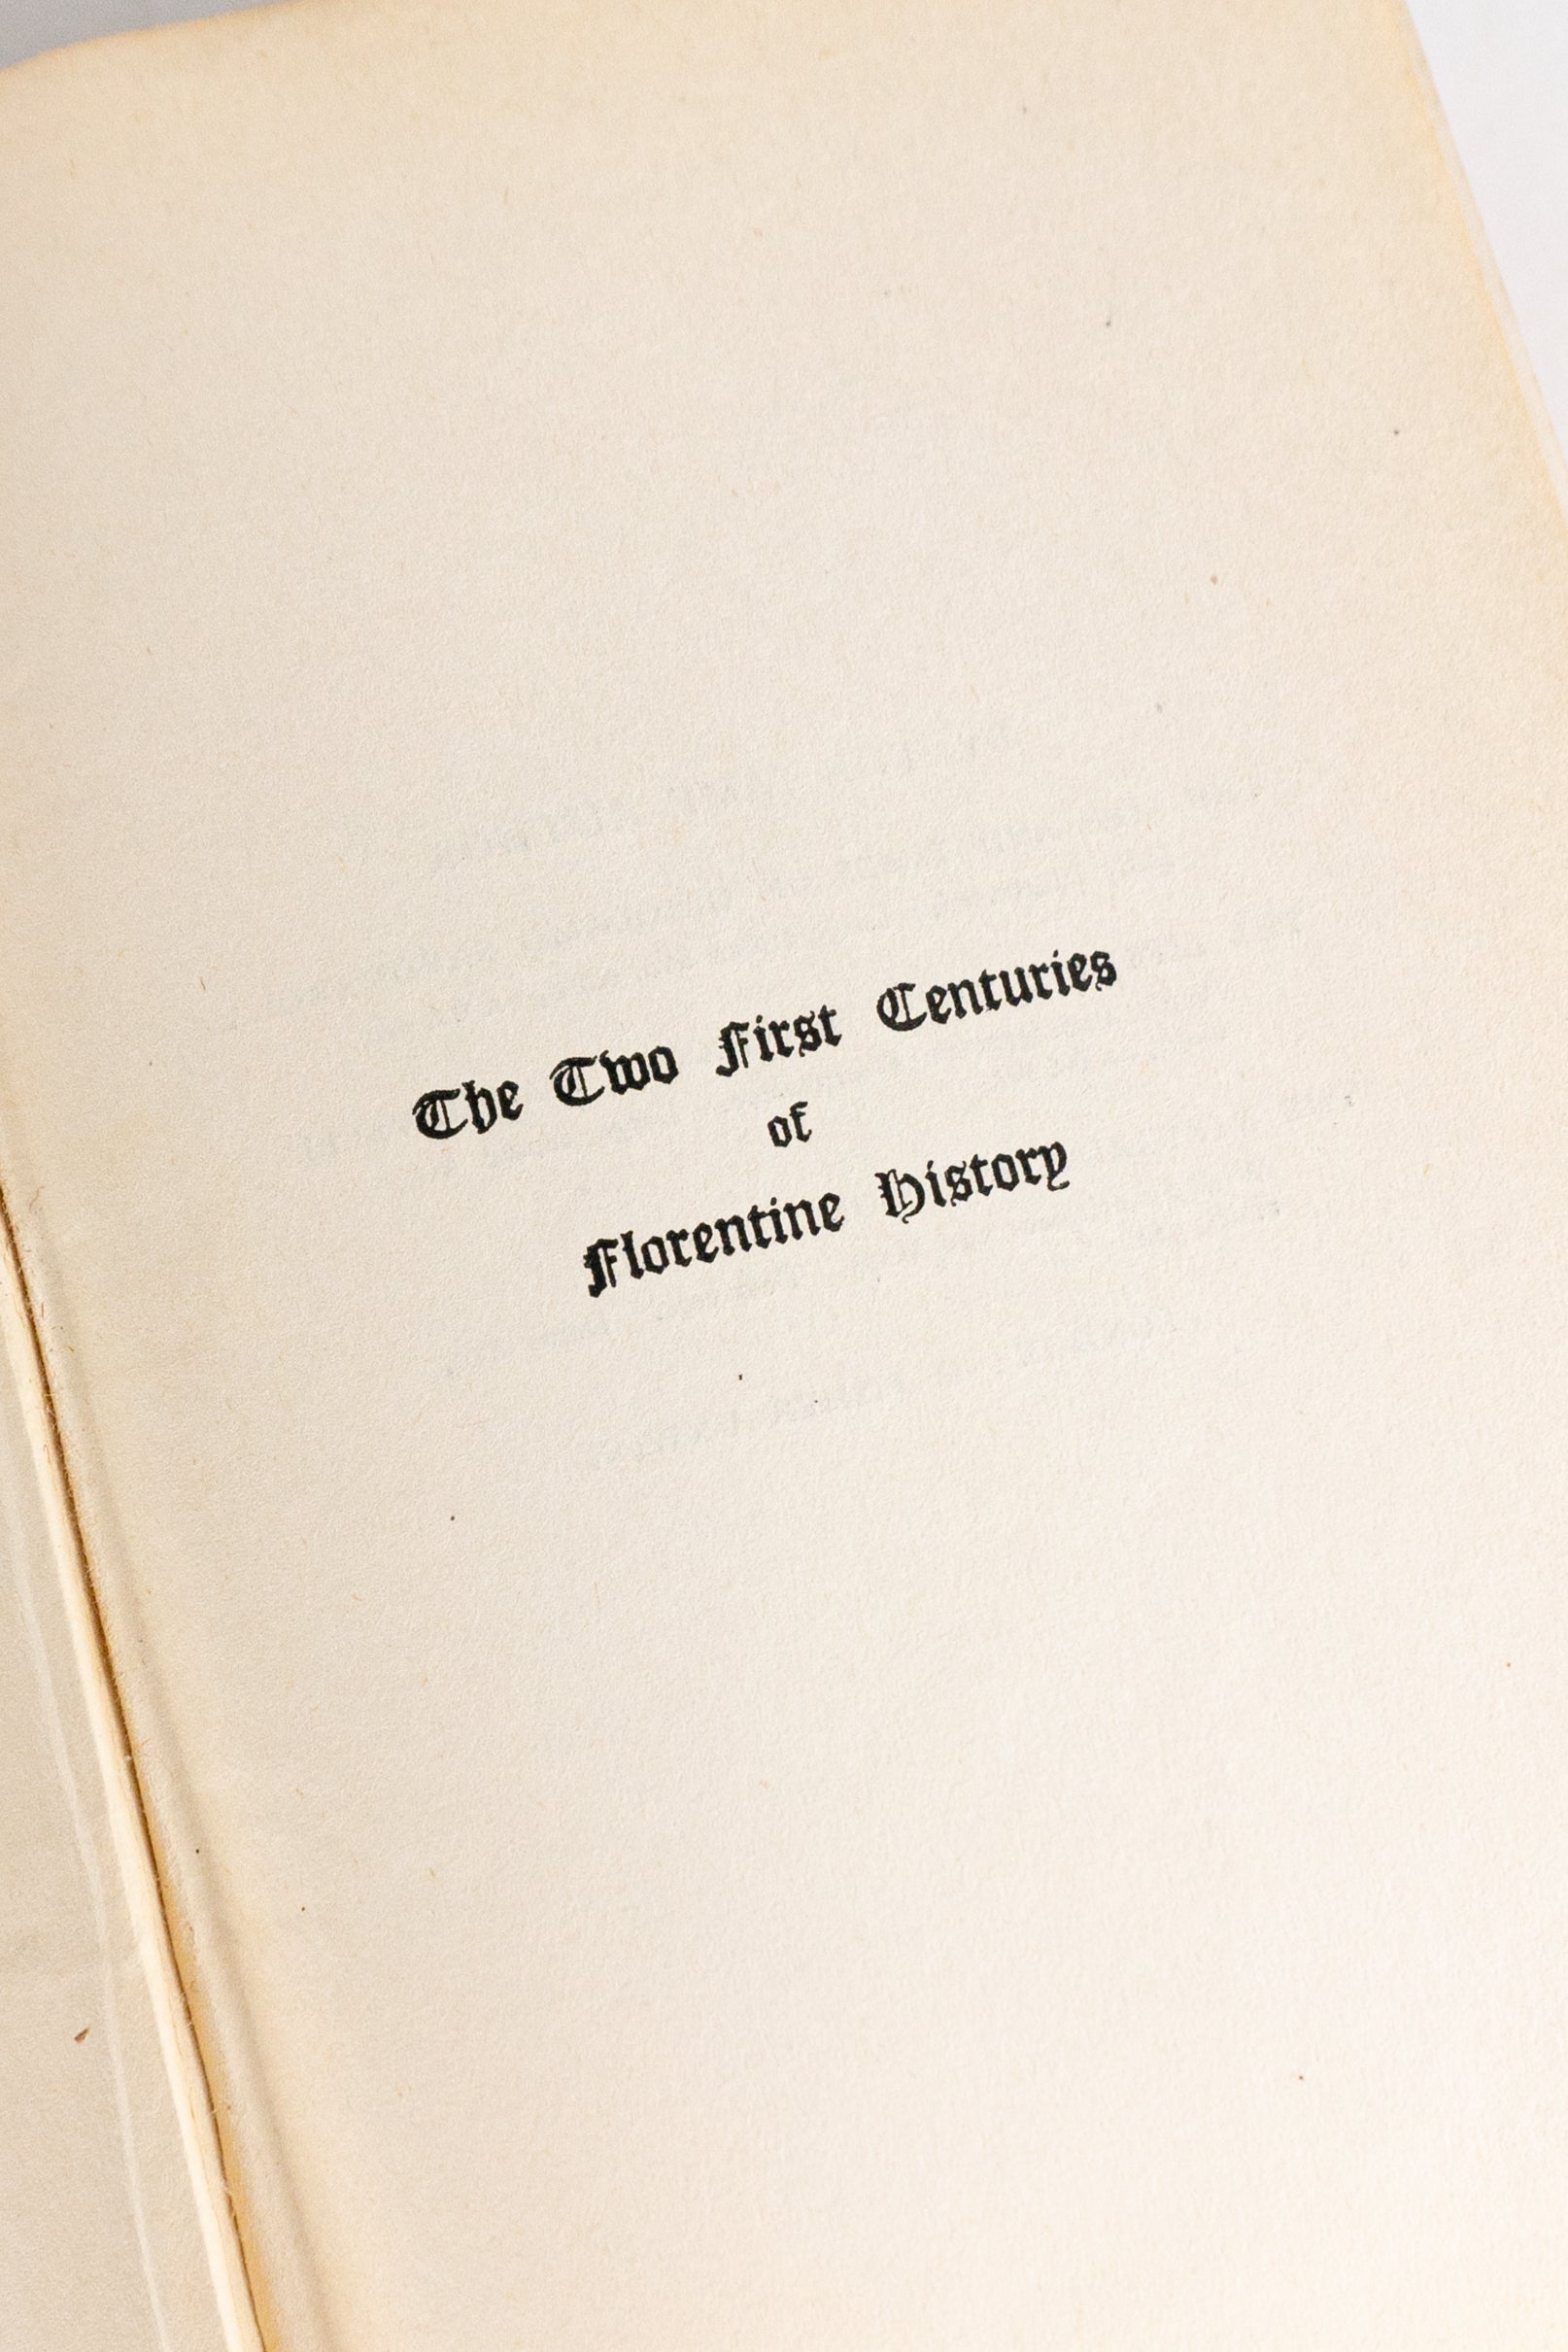 The Two First Centuries
of
Florentine History